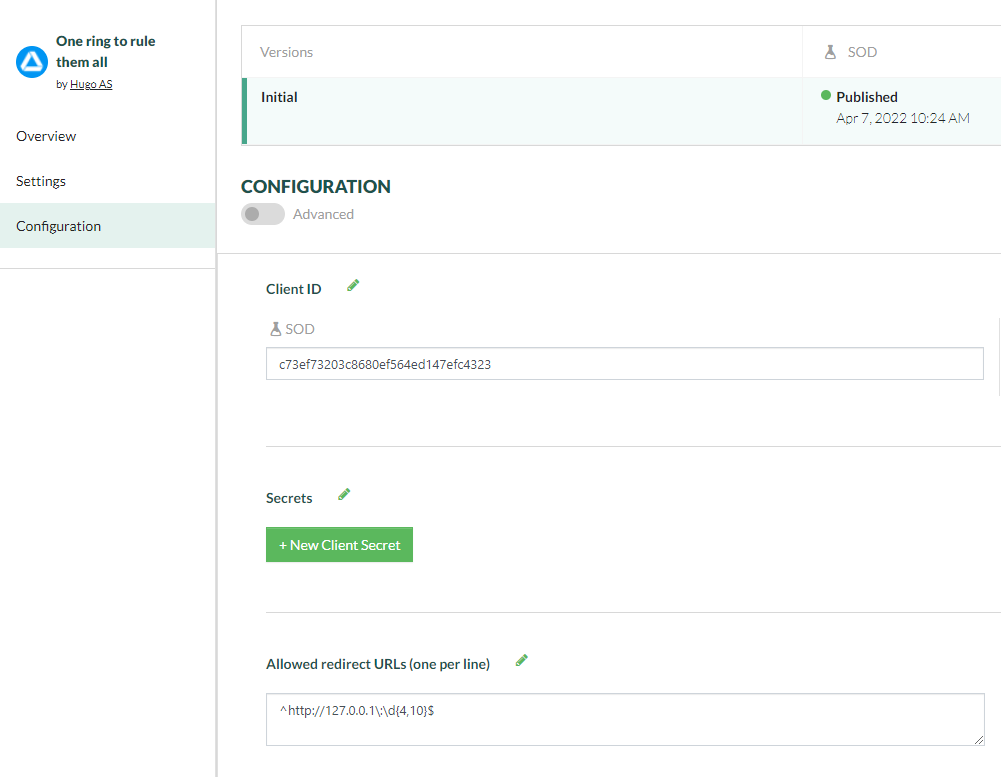 One ring to rule
them all
by Hugo AS
Overview
Settings
Configuration
Versions
SOD
Initial
Published
Apr 7, 2022 10:24 AM
CONFIGURATION
Advanced
Client ID
SOD
c73ef73203c8680ef564ed147efc4323
Secrets
+ New Client Secret
Allowed redirect URLs (one per line)
^http://127.0.0.1\:\d{4,10}$